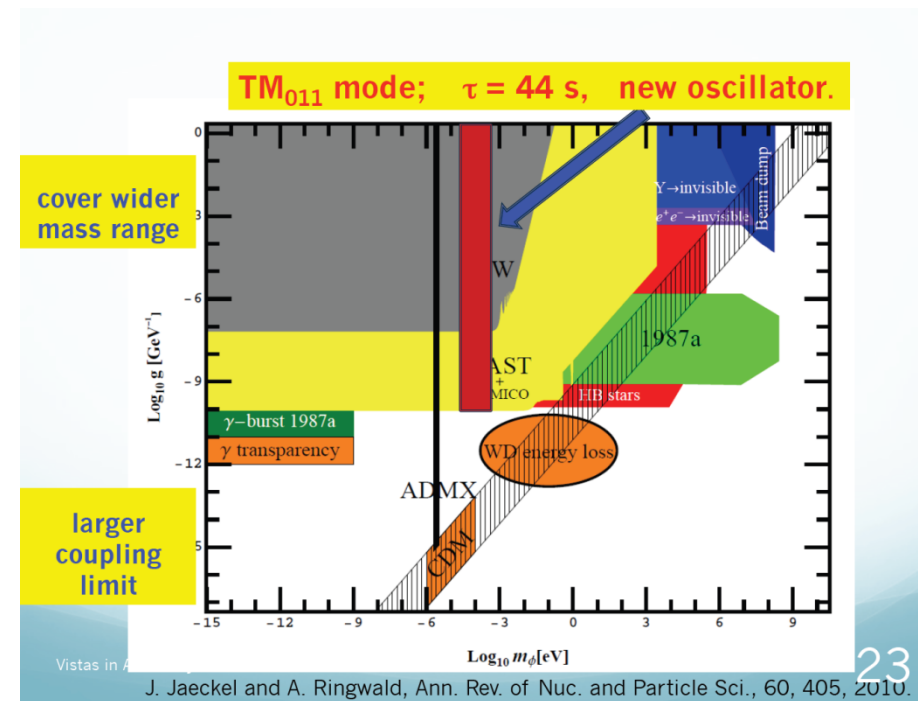 TM₀₁₁ mode; τ = 44 s, new oscillator.
cover wider
mass range
larger
coupling
limit
0
3
-6
-9
-12
5
Log₁₀ g [GeV⁻¹]
W
AST
+
MICO
Υ→invisible
e⁺e⁻→invisible
Beam dump
1987a
HB stars
γ-burst 1987a
γ transparency
WD energy loss
ADMX
CDM
-15 -12 -9 -6 -3 0 3 6 9
Log₁₀ mϕ[eV]
Vistas in
23
J. Jaeckel and A. Ringwald, Ann. Rev. of Nuc. and Particle Sci., 60, 405, 2010.